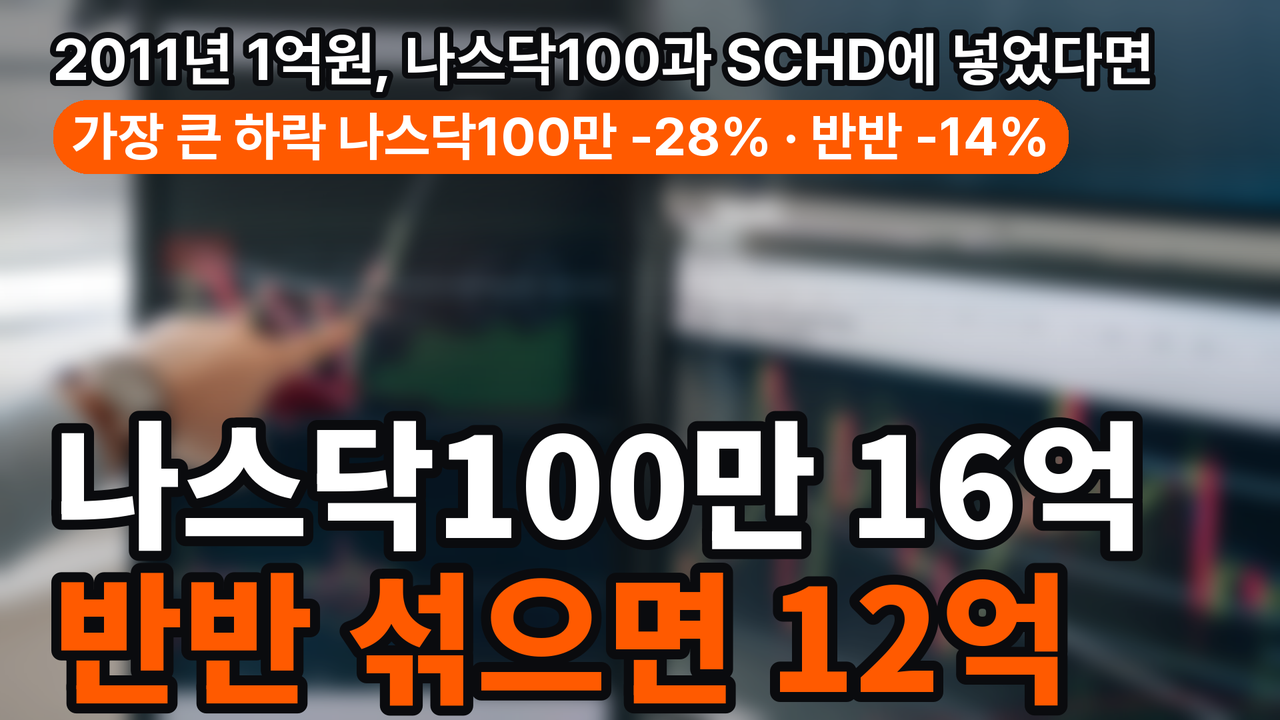 2011년 1억원, 나스닥100과 SCHD에 넣었다면
가장 큰 하락 나스닥100만 -28% · 반반 -14%
나스닥100만 16억
반반 섞으면 12억